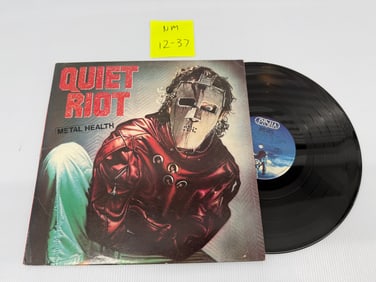 NM
12-37
QUIET
RIOT
METAL HEALTH
PASHA